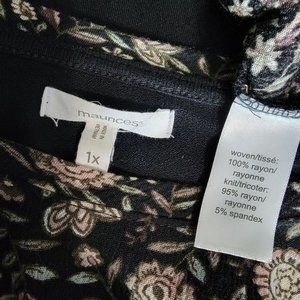 maurices
1x
woven/tissé:
100% rayon/
rayonne
knit/tricoter:
95% rayon/
rayonne
5% spandex